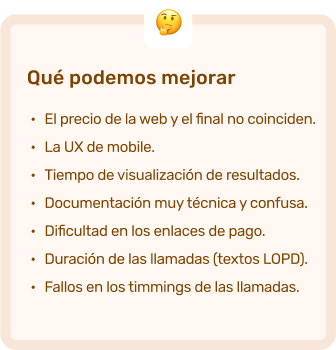 Qué podemos mejorar
• El precio de la web y el final no coinciden.
• La UX de mobile.
• Tiempo de visualización de resultados.
• Documentación muy técnica y confusa.
• Dificultad en los enlaces de pago.
• Duración de las llamadas (textos LOPD).
• Fallos en los timmings de las llamadas.